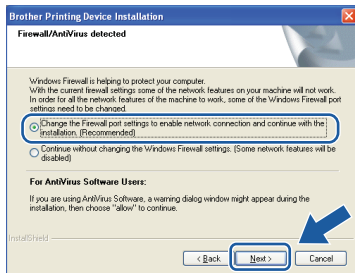 Brother Printing Device Installation
Firewall/AntiVirus detected
Windows Firewall is helping to protect your computer.
With the current firewall settings some of the network features on your machine will not work.
In order for all the network features of the machine to work, some of the Windows Firewall port
settings need to be changed.
Change the Firewall port settings to enable network connection and continue with the
installation. (Recommended)
Continue without changing the Windows Firewall settings. (Some network features will be
disabled)
For AntiVirus Software Users:
If you are using AntiVirus Software, a warning dialog window might appear during the
installation, then choose "allow" to continue.
InstallShield
< Back
Next >
Cancel